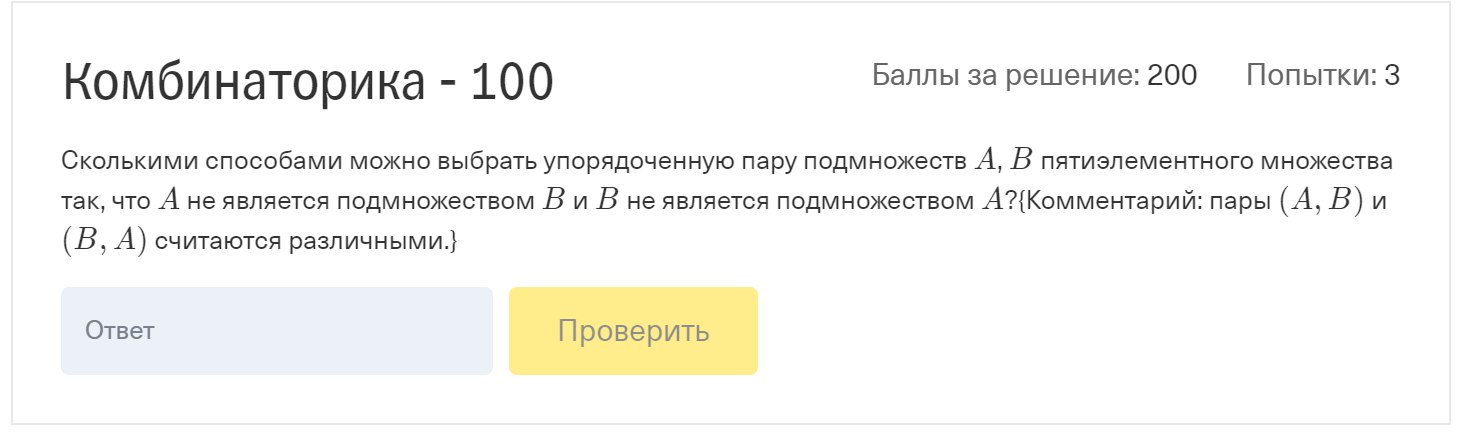 Комбинаторика - 100
Баллы за решение: 200 Попытки: 3
Сколькими способами можно выбрать упорядоченную пару подмножеств A, B пятиэлементного множества
так, что A не является подмножеством B и B не является подмножеством A?{Комментарий: пары (A, B) и
(B, A) считаются различными.}
Ответ
Проверить